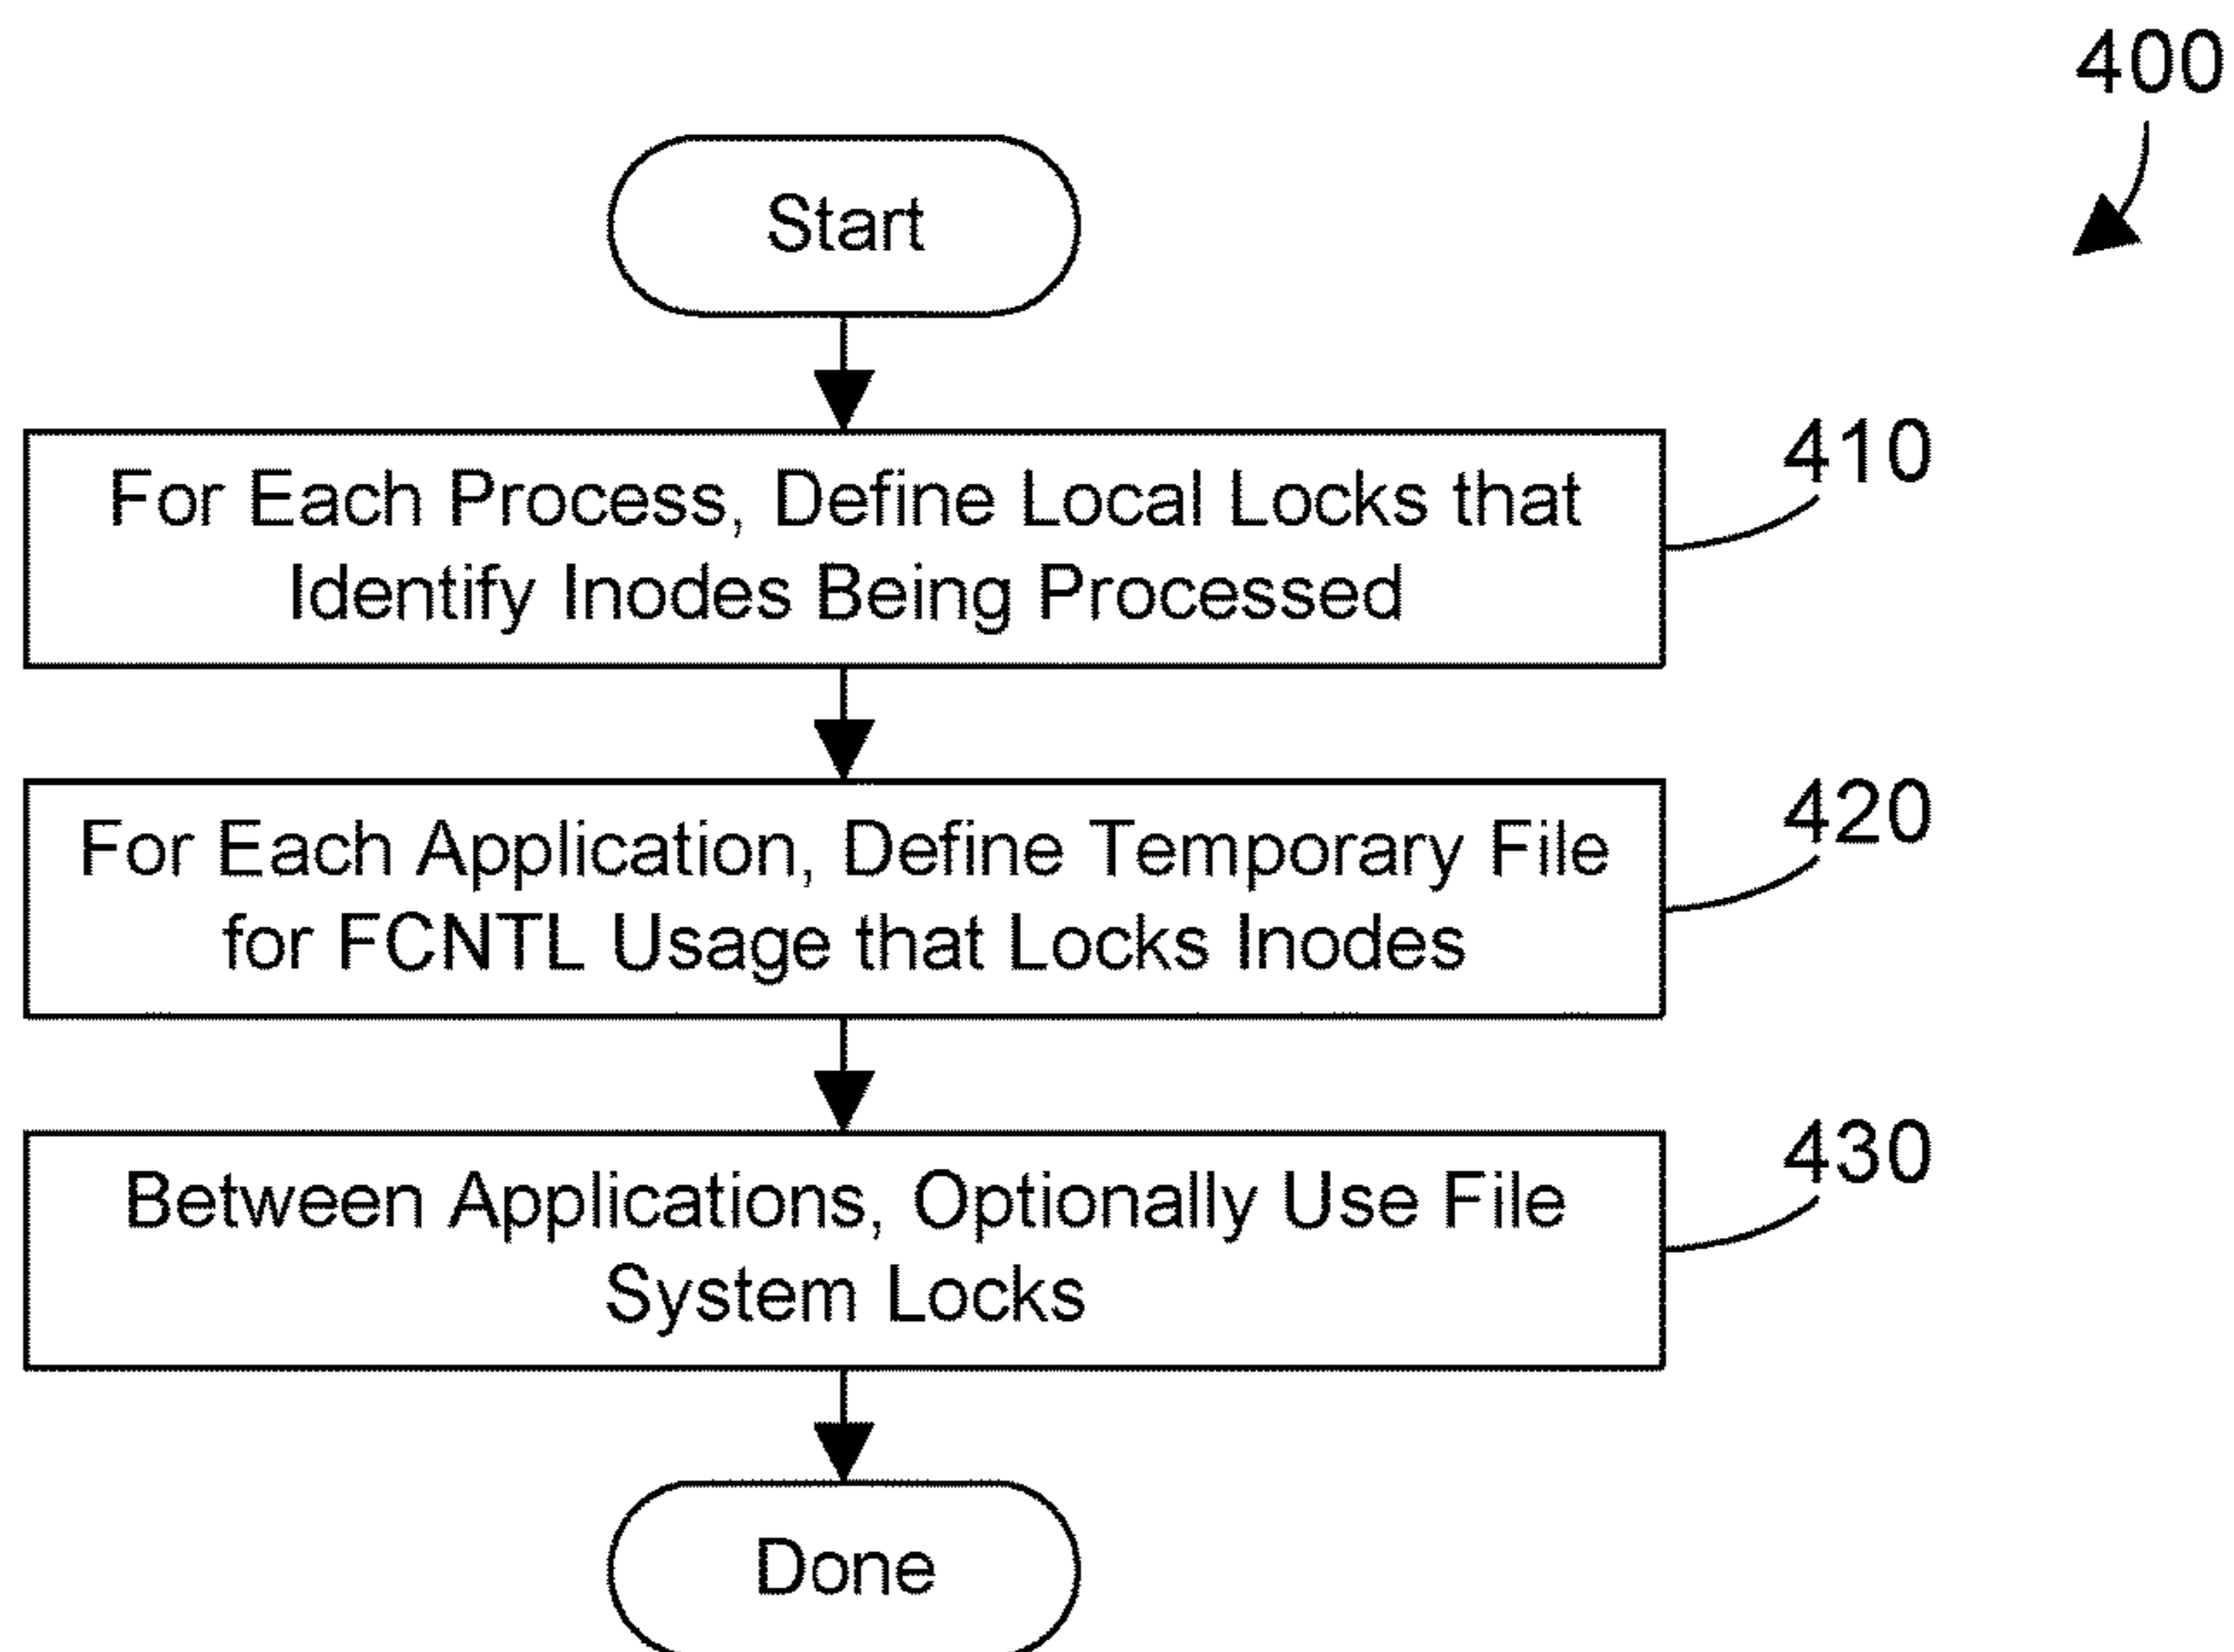 400
Start
410
For Each Process, Define Local Locks that
Identify Inodes Being Processed
420
For Each Application, Define Temporary File
for FCNTL Usage that Locks Inodes
430
Between Applications, Optionally Use File
System Locks
Done